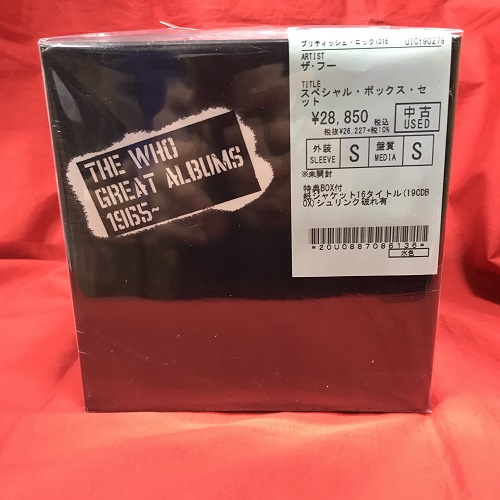 THE WHO
GREAT ALBUMS
1965~
ブリティッシュ・ロック(016
UICY90279
ARTIST
ザ・フー
TITLE
スペシャル・ボックス・セ
ット
¥28,850 税込
税抜¥26,227+税10%
中古
USED
外装
SLEEVE
S
盤質
MEDIA
S
※未開封
特典BOX付
紙ジャケット16タイトル(19CDB
OX)シュリンク破れ有
*20U0887086136*
水色